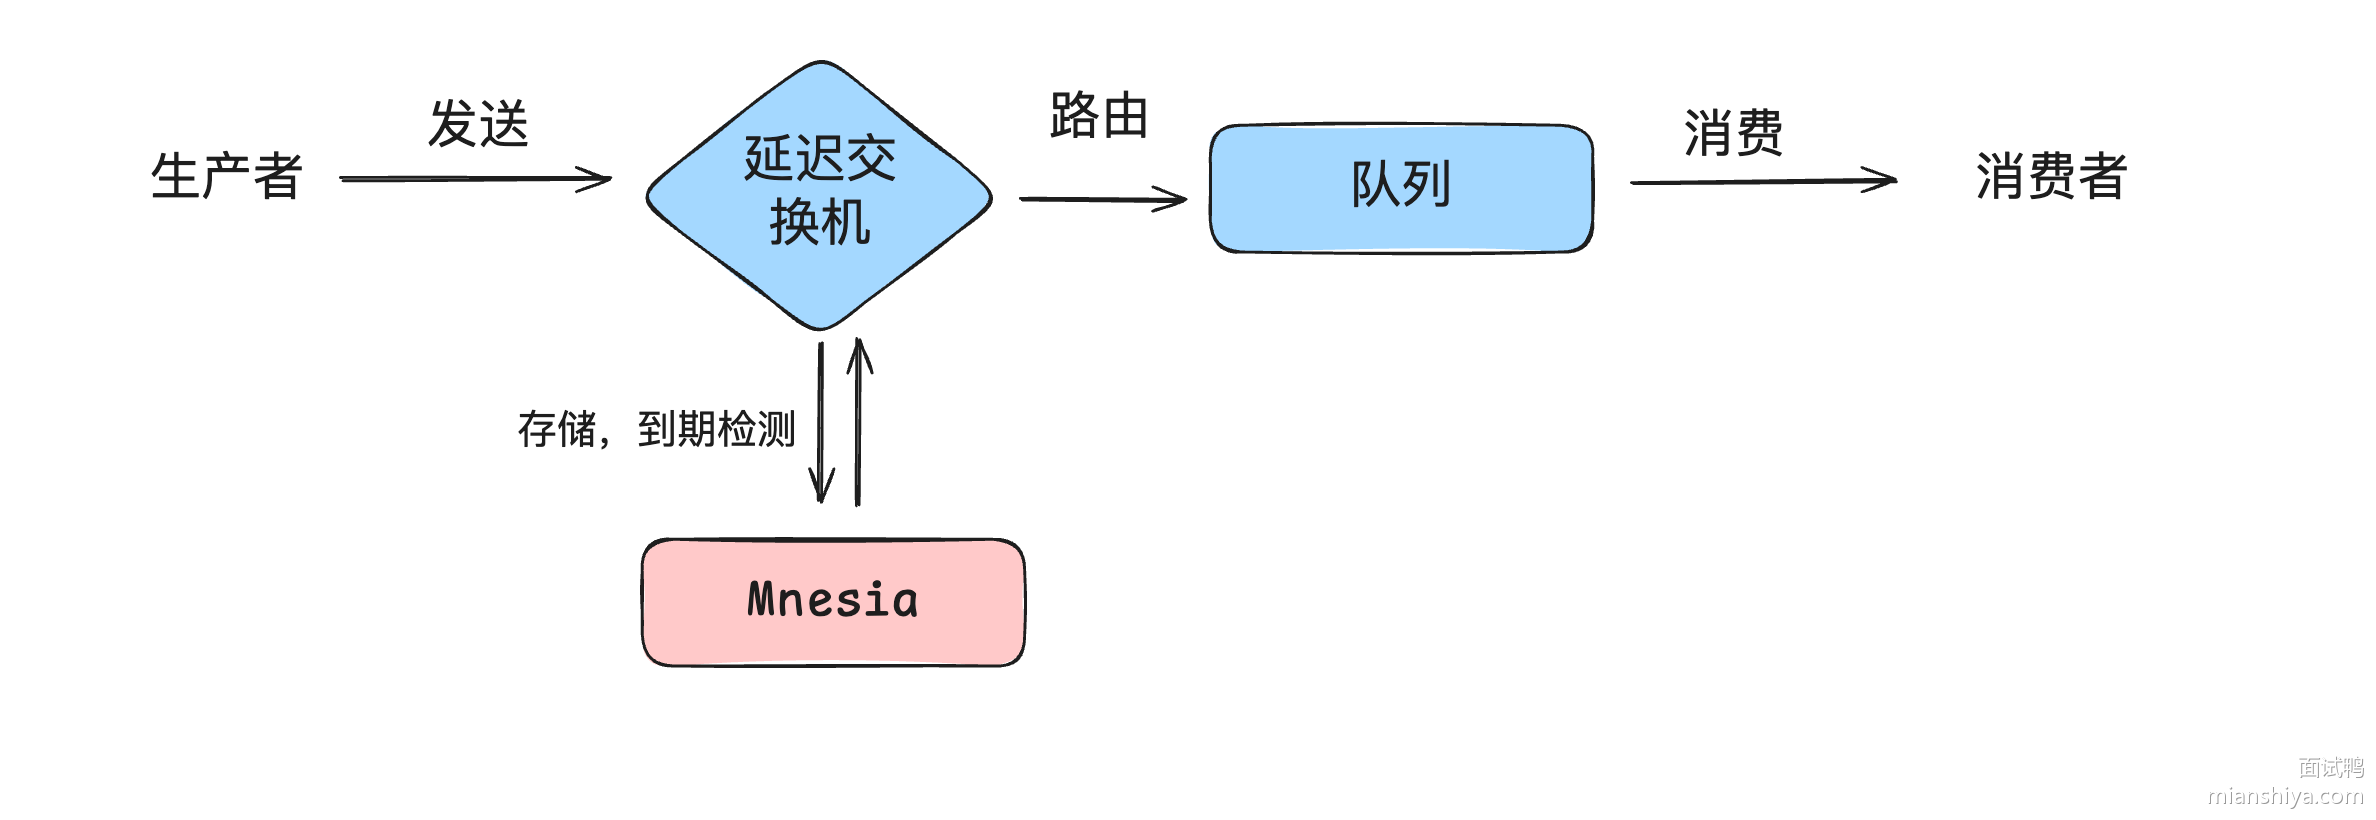 生产者
发送
延迟交
换机
路由
队列
消费
消费者
存储，到期检测
Mnesia
面试鸭
mianshiya.com